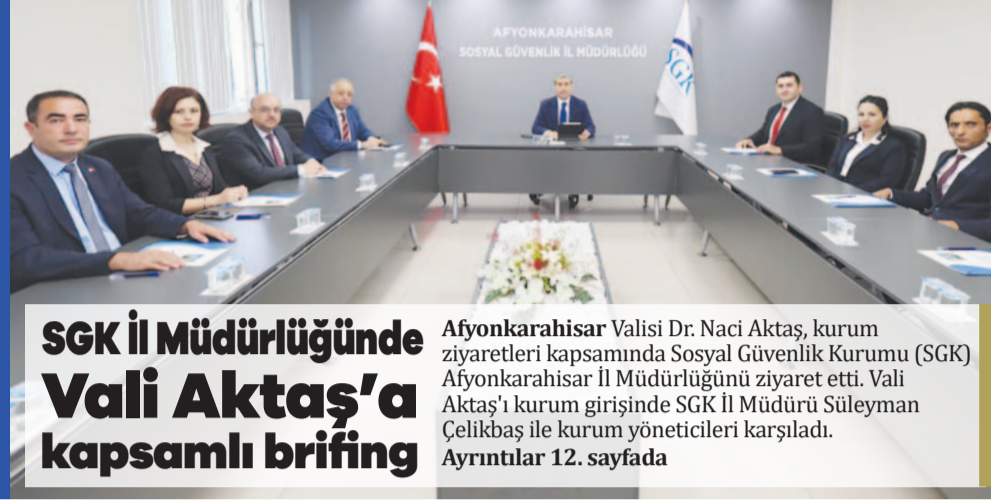 AFYONKARAHİSAR
SOSYAL GÜVENLİK İL MÜDÜRLÜĞÜ
SGK
SGK İl Müdürlüğünde
Vali Aktaş’a
kapsamlı brifing
Afyonkarahisar Valisi Dr. Naci Aktaş, kurum
ziyaretleri kapsamında Sosyal Güvenlik Kurumu (SGK)
Afyonkarahisar İl Müdürlüğünü ziyaret etti. Vali
Aktaş'ı kurum girişinde SGK İl Müdürü Süleyman
Çelikbaş ile kurum yöneticileri karşıladı.
Ayrıntılar 12. sayfada